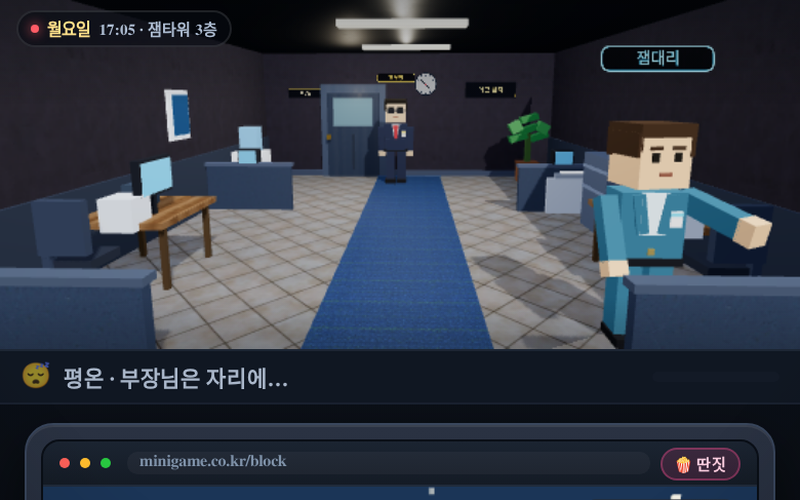 월요일 17:05 · 잼타워 3층
잼대리
평온 · 부장님은 자리에...
minigame.co.kr/block
딴짓